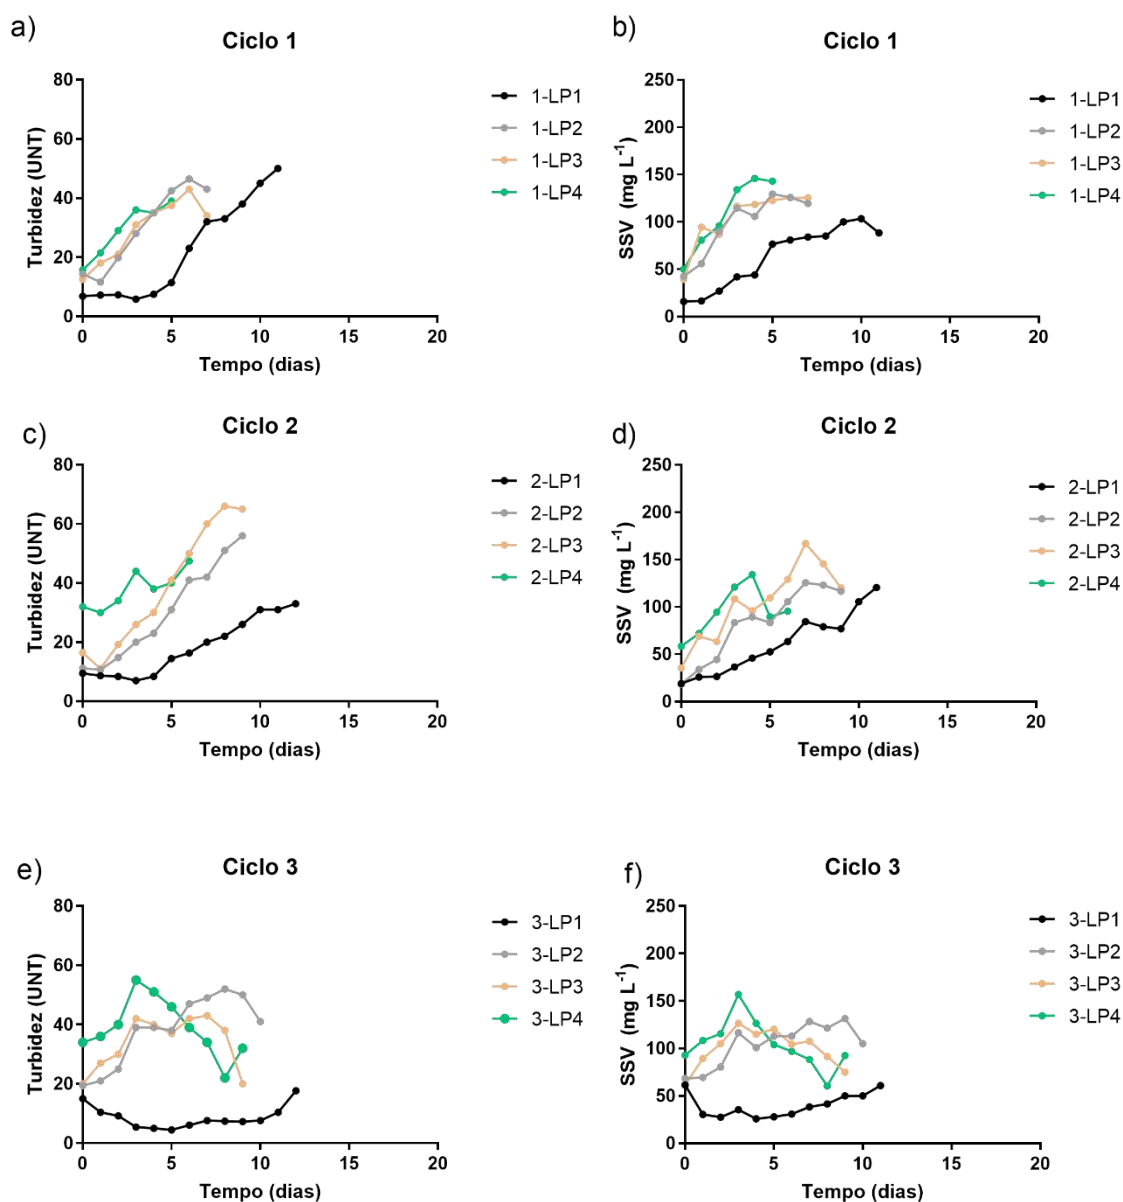 a)
Ciclo 1
Turbidez (UNT)
80
60
40
20
0
0 5 10 15 20
Tempo (dias)
1-LP1
1-LP2
1-LP3
1-LP4
b)
Ciclo 1
SSV (mg L⁻¹)
250
200
150
100
50
0
0 5 10 15 20
Tempo (dias)
1-LP1
1-LP2
1-LP3
1-LP4
c)
Ciclo 2
Turbidez (UNT)
80
60
40
20
0
0 5 10 15 20
Tempo (dias)
2-LP1
2-LP2
2-LP3
2-LP4
d)
Ciclo 2
SSV (mg L⁻¹)
250
200
150
100
50
0
0 5 10 15 20
Tempo (dias)
2-LP1
2-LP2
2-LP3
2-LP4
e)
Ciclo 3
Turbidez (UNT)
80
60
40
20
0
0 5 10 15 20
Tempo (dias)
3-LP1
3-LP2
3-LP3
3-LP4
f)
Ciclo 3
SSV (mg L⁻¹)
250
200
150
100
50
0
0 5 10 15 20
Tempo (dias)
3-LP1
3-LP2
3-LP3
3-LP4